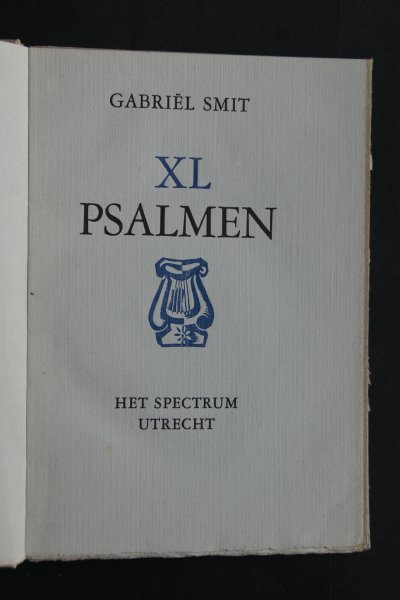 GABRIËL SMIT
XL
PSALMEN
HET SPECTRUM
UTRECHT